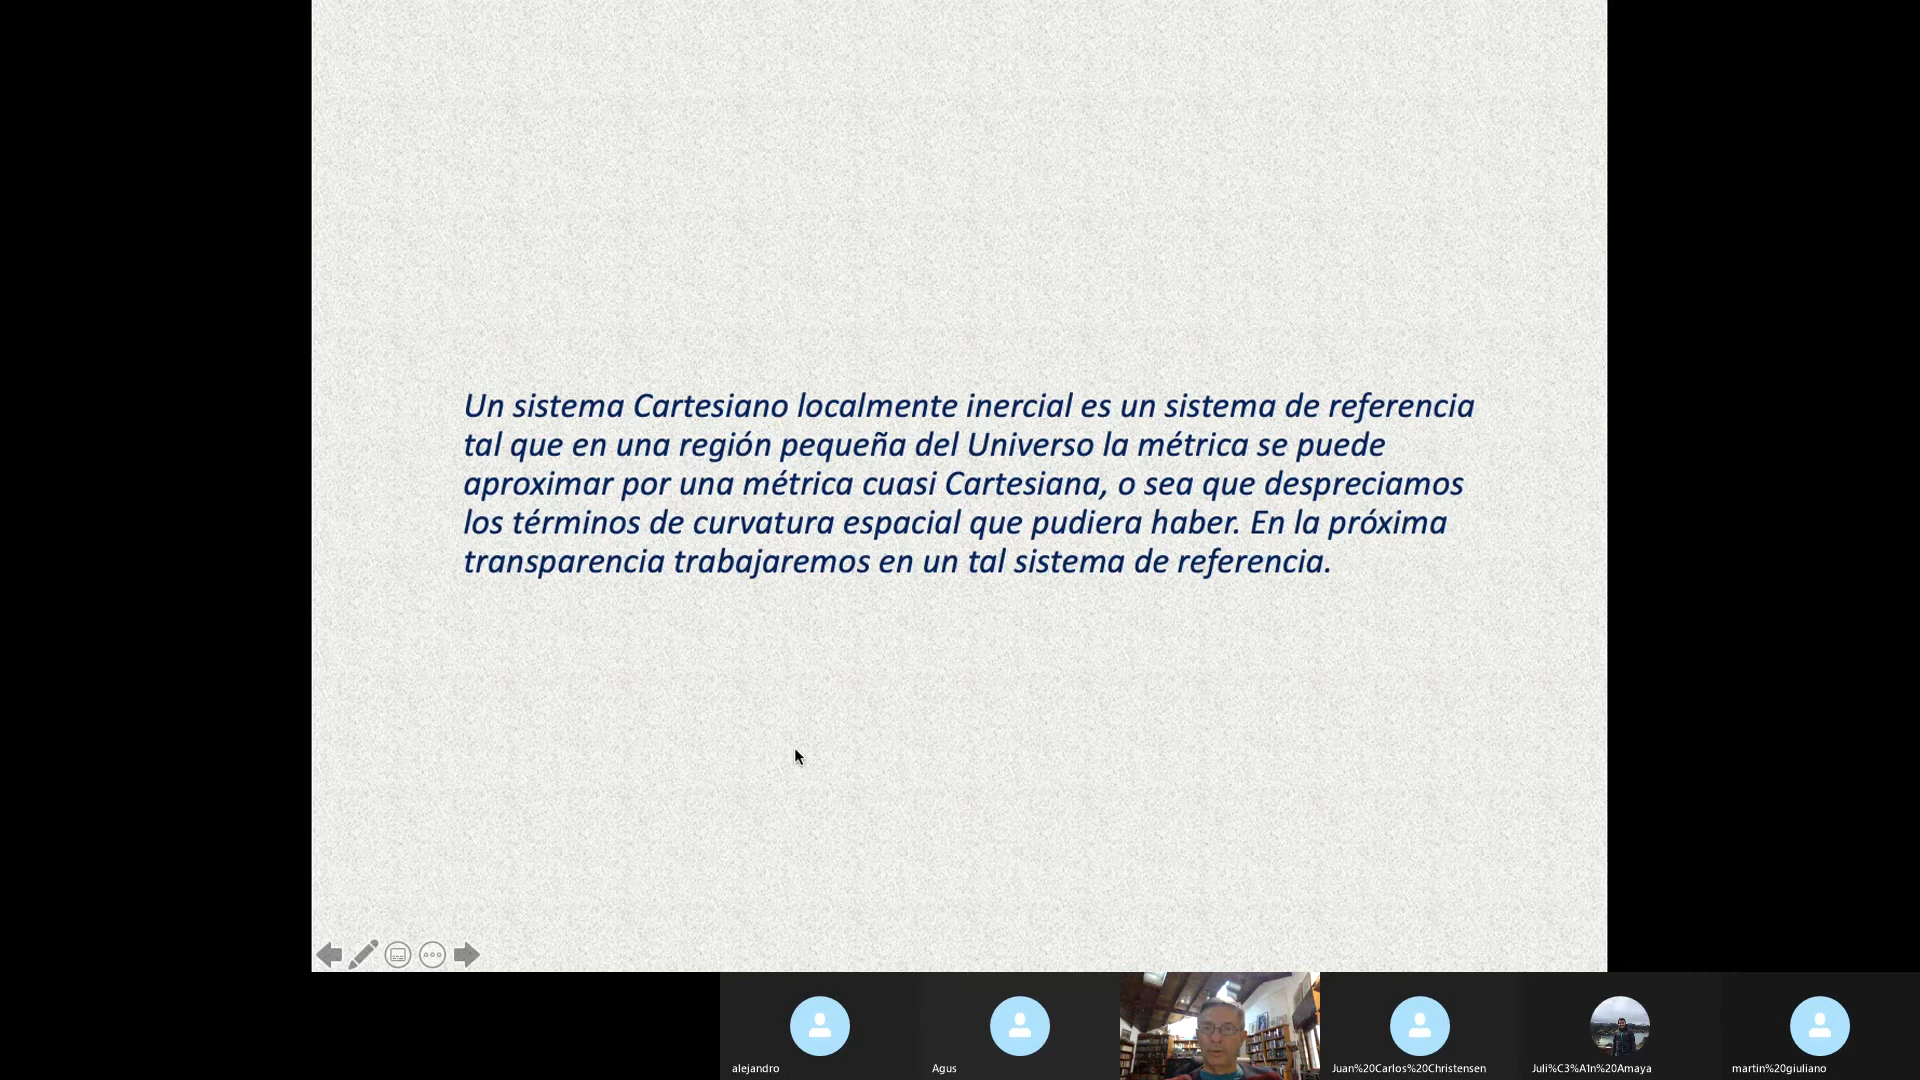 Un sistema Cartesiano localmente inercial es un sistema de referencia
tal que en una región pequeña del Universo la métrica se puede
aproximar por una métrica cuasi Cartesiana, o sea que despreciamos
los términos de curvatura espacial que pudiera haber. En la próxima
transparencia trabajaremos en un tal sistema de referencia.
alejandro
Agus
Juan%20Carlos%20Christensen
Juli%C3%A1n%20Amaya
martin%20giuliano